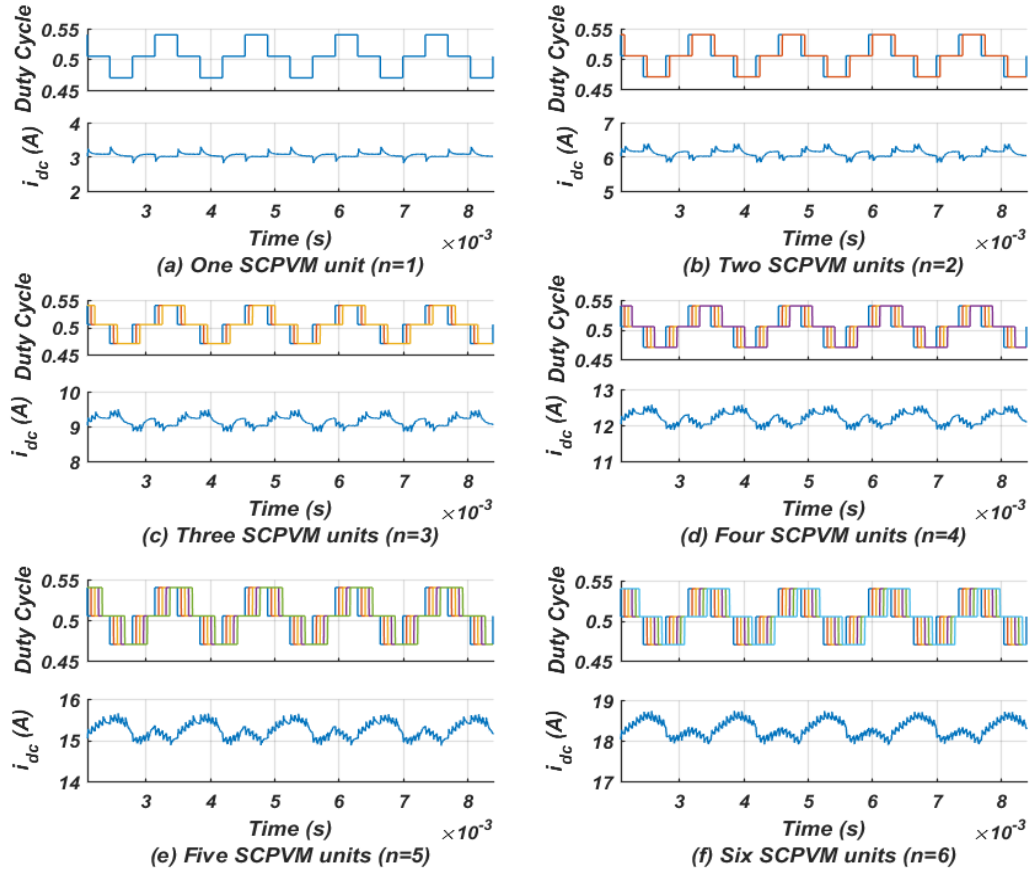 Duty Cycle
0.55
0.5
0.45
i_dc (A)
4
3
2
3 4 5 6 7 8
Time (s)
×10⁻³
(a) One SCPVM unit (n=1)
Duty Cycle
0.55
0.5
0.45
i_dc (A)
7
6
5
3 4 5 6 7 8
Time (s)
×10⁻³
(b) Two SCPVM units (n=2)
Duty Cycle
0.55
0.5
0.45
i_dc (A)
10
9
8
3 4 5 6 7 8
Time (s)
×10⁻³
(c) Three SCPVM units (n=3)
Duty Cycle
0.55
0.5
0.45
i_dc (A)
13
12
11
3 4 5 6 7 8
Time (s)
×10⁻³
(d) Four SCPVM units (n=4)
Duty Cycle
0.55
0.5
0.45
i_dc (A)
16
15
14
3 4 5 6 7 8
Time (s)
×10⁻³
(e) Five SCPVM units (n=5)
Duty Cycle
0.55
0.5
0.45
i_dc (A)
19
18
17
3 4 5 6 7 8
Time (s)
×10⁻³
(f) Six SCPVM units (n=6)